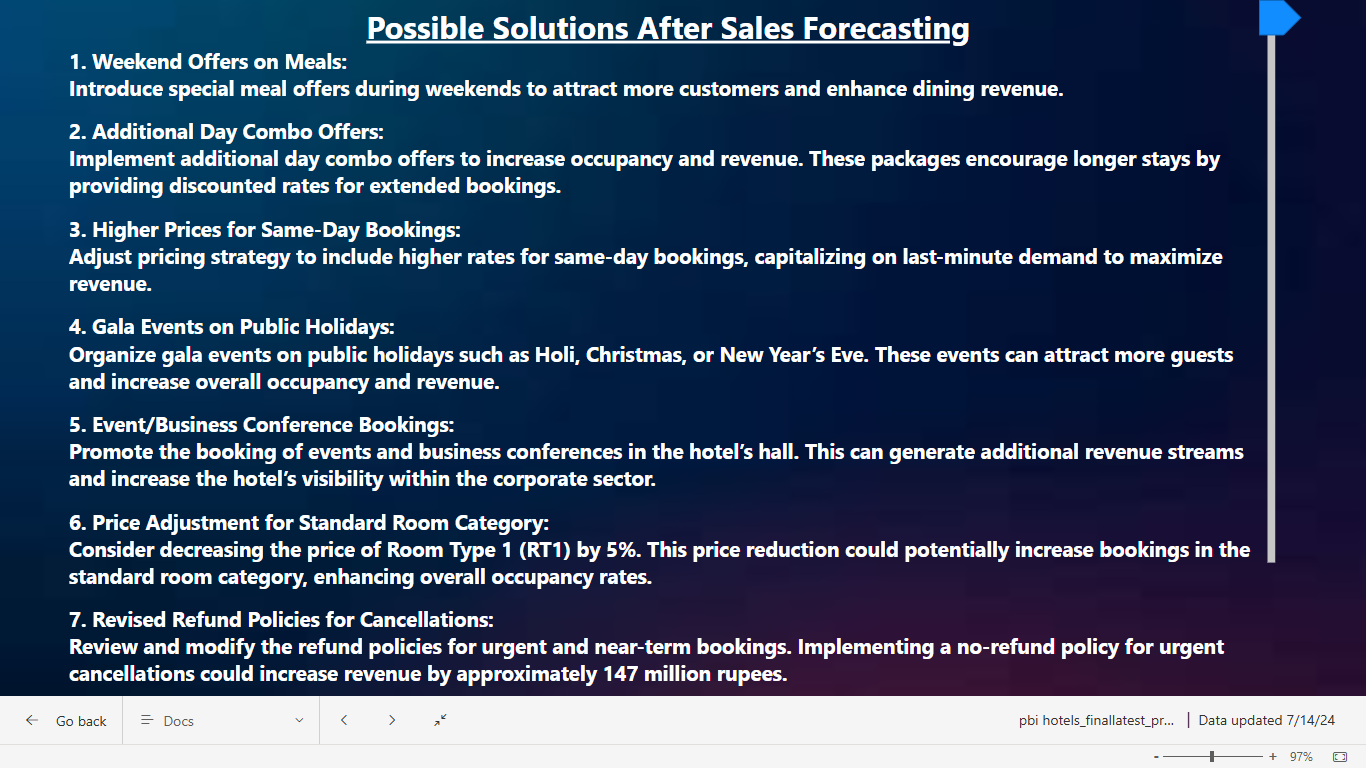 Possible Solutions After Sales Forecasting
1. Weekend Offers on Meals:
Introduce special meal offers during weekends to attract more customers and enhance dining revenue.
2. Additional Day Combo Offers:
Implement additional day combo offers to increase occupancy and revenue. These packages encourage longer stays by
providing discounted rates for extended bookings.
3. Higher Prices for Same-Day Bookings:
Adjust pricing strategy to include higher rates for same-day bookings, capitalizing on last-minute demand to maximize
revenue.
4. Gala Events on Public Holidays:
Organize gala events on public holidays such as Holi, Christmas, or New Year’s Eve. These events can attract more guests
and increase overall occupancy and revenue.
5. Event/Business Conference Bookings:
Promote the booking of events and business conferences in the hotel’s hall. This can generate additional revenue streams
and increase the hotel’s visibility within the corporate sector.
6. Price Adjustment for Standard Room Category:
Consider decreasing the price of Room Type 1 (RT1) by 5%. This price reduction could potentially increase bookings in the
standard room category, enhancing overall occupancy rates.
7. Revised Refund Policies for Cancellations:
Review and modify the refund policies for urgent and near-term bookings. Implementing a no-refund policy for urgent
cancellations could increase revenue by approximately 147 million rupees.
Go back
Docs
pbi hotels_finallatest_pr... | Data updated 7/14/24
- + 97%